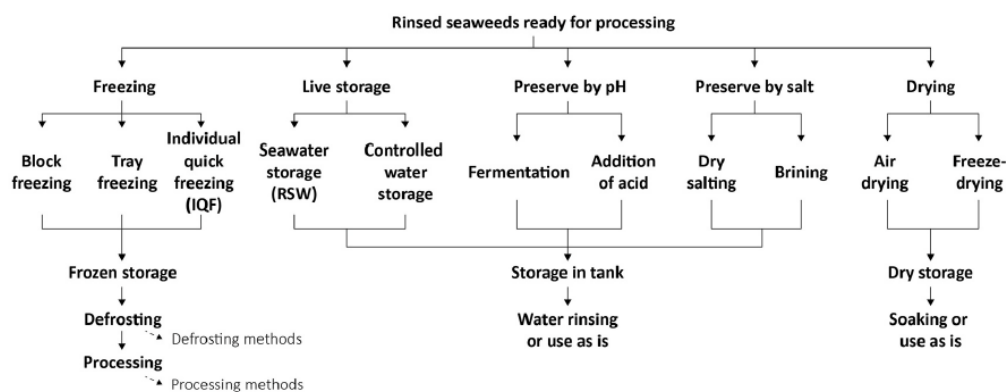 Rinsed seaweeds ready for processing
Freezing
Live storage
Preserve by pH
Preserve by salt
Drying
Block
freezing
Tray
freezing
Individual
quick
freezing
(IQF)
Seawater
storage
(RSW)
Controlled
water
storage
Fermentation
Addition
of acid
Dry
salting
Brining
Air
drying
Freeze-
drying
Frozen storage
Storage in tank
Dry storage
Defrosting
Defrosting methods
Water rinsing
or use as is
Soaking or
use as is
Processing
Processing methods